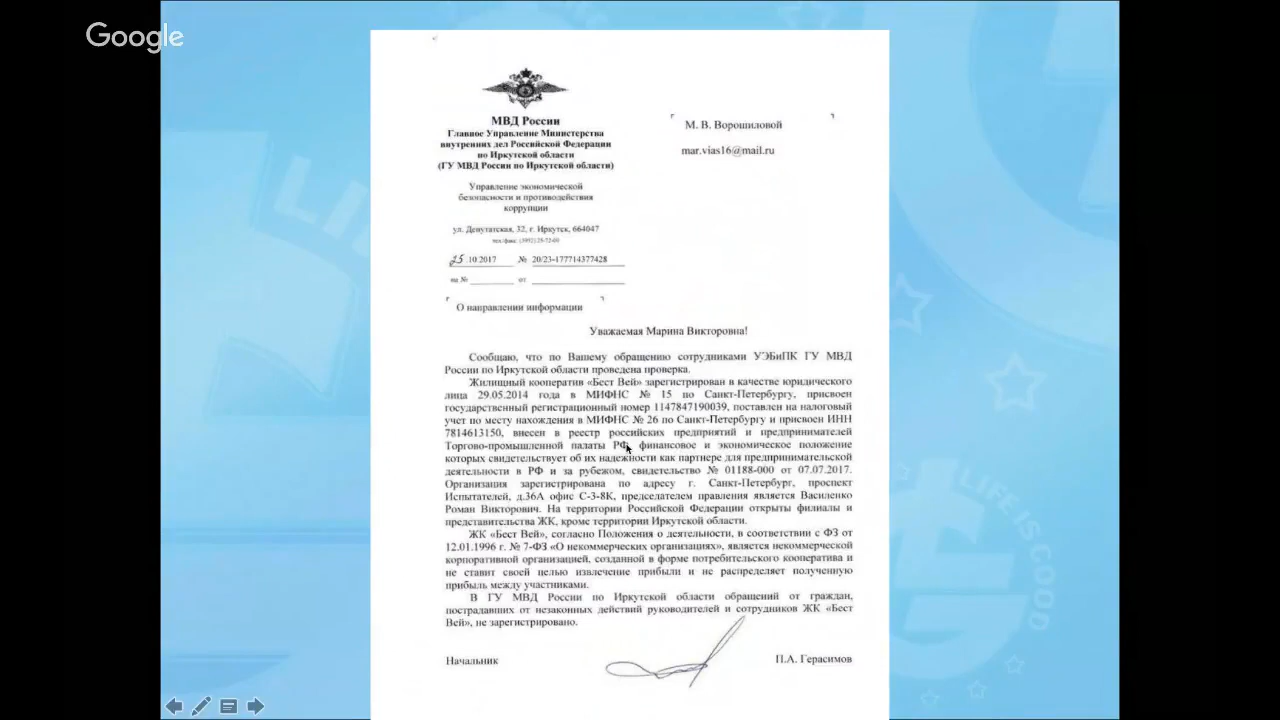 Google
МВД России
Главное Управление Министерства
внутренних дел Российской Федерации
по Иркутской области
(ГУ МВД России по Иркутской области)
Управление экономической
безопасности и противодействия
коррупции
ул. Депутатская, 32, г. Иркутск, 664047
тел/факс. (3952) 25-72-00
25.10 2017 № 20/23-177714377428
на № от
О направлении информации
М. В. Ворошиловой
mar.vias16@mail.ru
Уважаемая Марина Викторовна!
Сообщаю, что по Вашему обращению сотрудниками УЭБиПК ГУ МВД
России по Иркутской области проведена проверка.
Жилищный кооператив «Бест Вей» зарегистрирован в качестве юридического
лица 29.05.2014 года в МИФНС № 15 по Санкт-Петербургу, присвоен
государственный регистрационный номер 1147847190039, поставлен на налоговый
учет по месту нахождения в МИФНС № 26 по Санкт-Петербургу и присвоен ИНН
7814613150, внесен в реестр российских предприятий и предпринимателей
Торгово-промышленной палаты РФ, финансовое и экономическое положение
которых свидетельствует об их надежности как партнере для предпринимательской
деятельности в РФ и за рубежом, свидетельство № 01188-000 от 07.07.2017.
Организация зарегистрирована по адресу г. Санкт-Петербург, проспект
Испытателей, д.36А офис С-3-8К, председателем правления является Василенко
Роман Викторович. На территории Российской Федерации открыты филиалы и
представительства ЖК, кроме территории Иркутской области.
ЖК «Бест Вей», согласно Положения о деятельности, в соответствии с ФЗ от
12.01.1996 г. № 7-ФЗ «О некоммерческих организациях», является некоммерческой
корпоративной организацией, созданной в форме потребительского кооператива и
не ставит своей целью извлечение прибыли и не распределяет полученную
прибыль между участниками.
В ГУ МВД России по Иркутской области обращений от граждан,
пострадавших от незаконных действий руководителей и сотрудников ЖК «Бест
Вей», не зарегистрировано.
Начальник П.А. Герасимов
LIFE IS GOOD